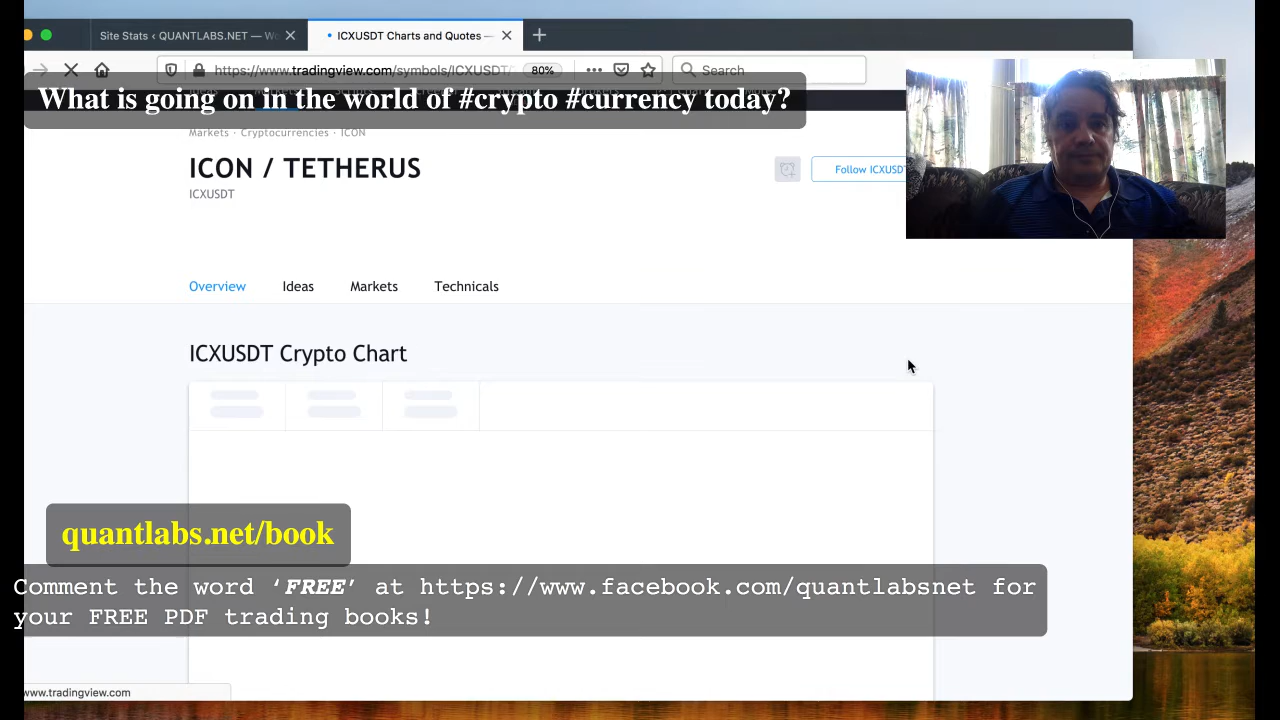 Site Stats ‹ QUANTLABS.NET — Wo
ICXUSDT Charts and Quotes —
https://www.tradingview.com/symbols/ICXUSDT/
80%
Search
What is going on in the world of #crypto #currency today?
Markets · Cryptocurrencies · ICON
ICON / TETHERUS
ICXUSDT
Follow ICXUSDT
Overview
Ideas
Markets
Technicals
ICXUSDT Crypto Chart
quantlabs.net/book
Comment the word ‘FREE’ at https://www.facebook.com/quantlabsnet for
your FREE PDF trading books!
www.tradingview.com